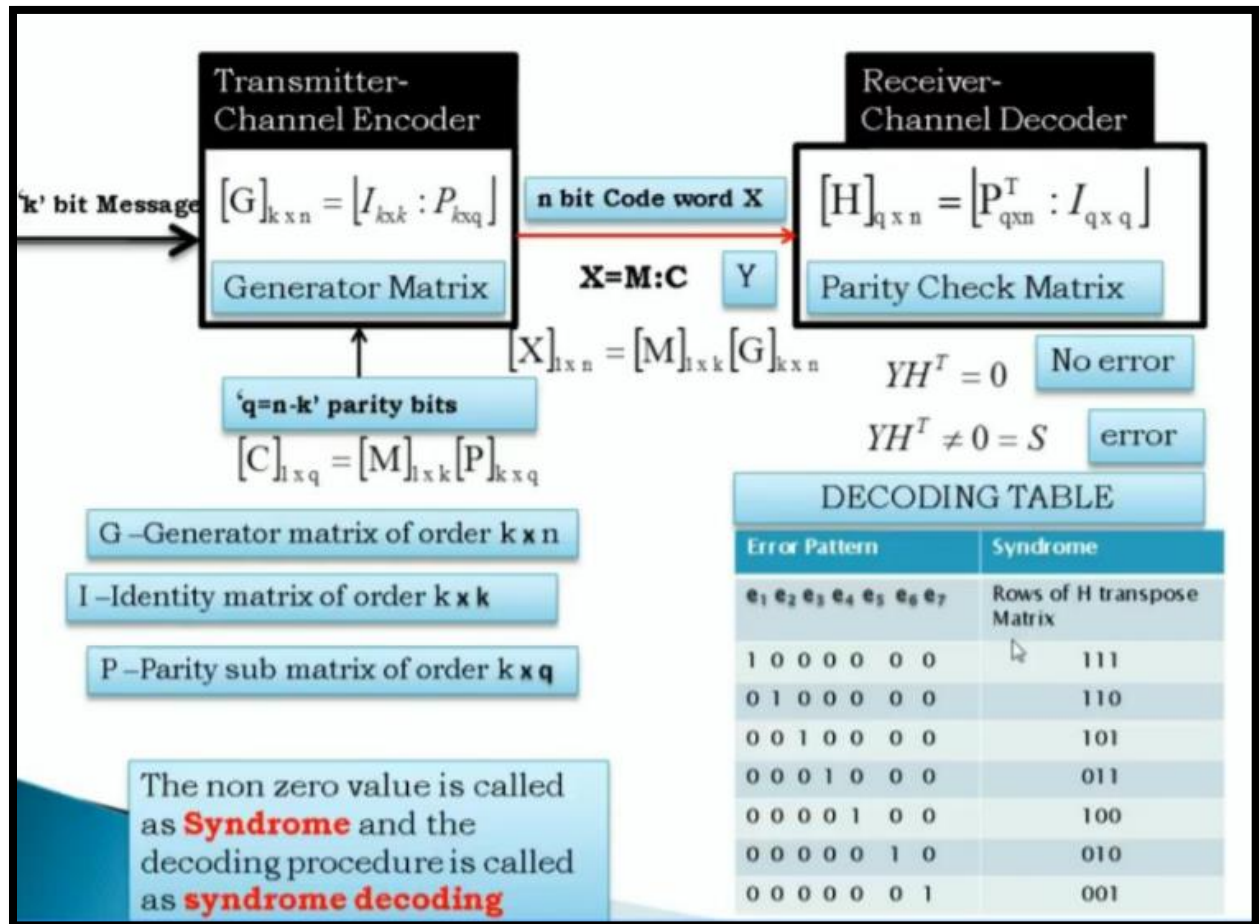 Transmitter-
Channel Encoder
‘k’ bit Message
[G]k x n = [Ikxk : Pkxq]
Generator Matrix
n bit Code word X
X=M:C
Y
[X]1 x n = [M]1 x k [G]k x n
Receiver-
Channel Decoder
[H]q x n = [P^T qxn : Iq x q]
Parity Check Matrix
YH^T = 0
No error
YH^T ≠ 0 = S
error
‘q=n-k’ parity bits
[C]1 x q = [M]1 x k [P]k x q
G –Generator matrix of order k x n
I –Identity matrix of order k x k
P –Parity sub matrix of order k x q
The non zero value is called
as Syndrome and the
decoding procedure is called
as syndrome decoding
DECODING TABLE
Error Pattern Syndrome
e1 e2 e3 e4 e5 e6 e7 Rows of H transpose
Matrix
1 0 0 0 0 0 0 111
0 1 0 0 0 0 0 110
0 0 1 0 0 0 0 101
0 0 0 1 0 0 0 011
0 0 0 0 1 0 0 100
0 0 0 0 0 1 0 010
0 0 0 0 0 0 1 001